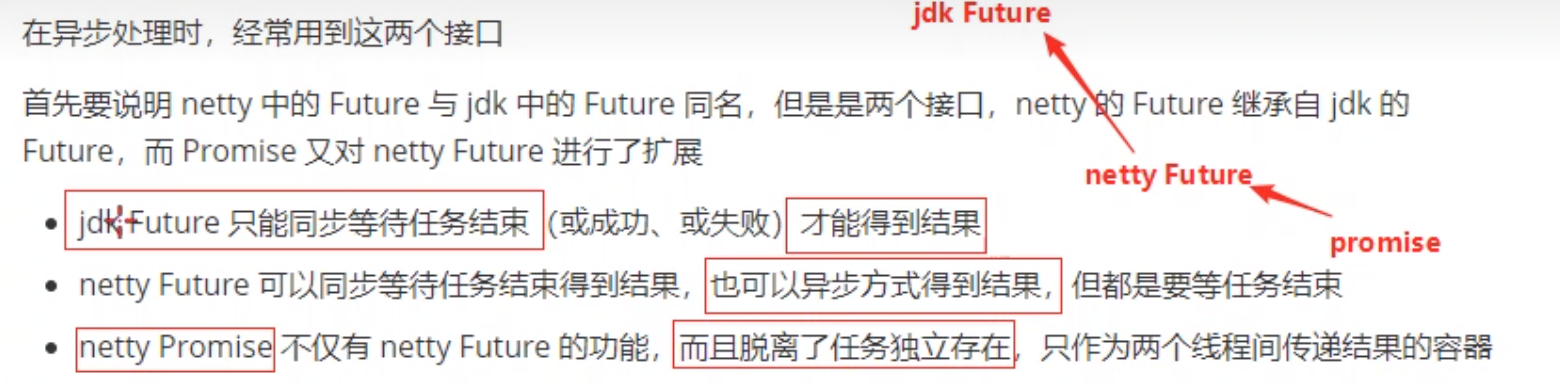 jdk Future
在异步处理时，经常用到这两个接口
首先要说明 netty 中的 Future 与 jdk 中的 Future 同名，但是是两个接口，netty 的 Future 继承自 jdk 的
Future，而 Promise 又对 netty Future 进行了扩展
netty Future
jdk Future 只能同步等待任务结束（或成功、或失败）才能得到结果
promise
netty Future 可以同步等待任务结束得到结果，也可以异步方式得到结果，但都是要等任务结束
netty Promise 不仅有 netty Future 的功能，而且脱离了任务独立存在，只作为两个线程间传递结果的容器